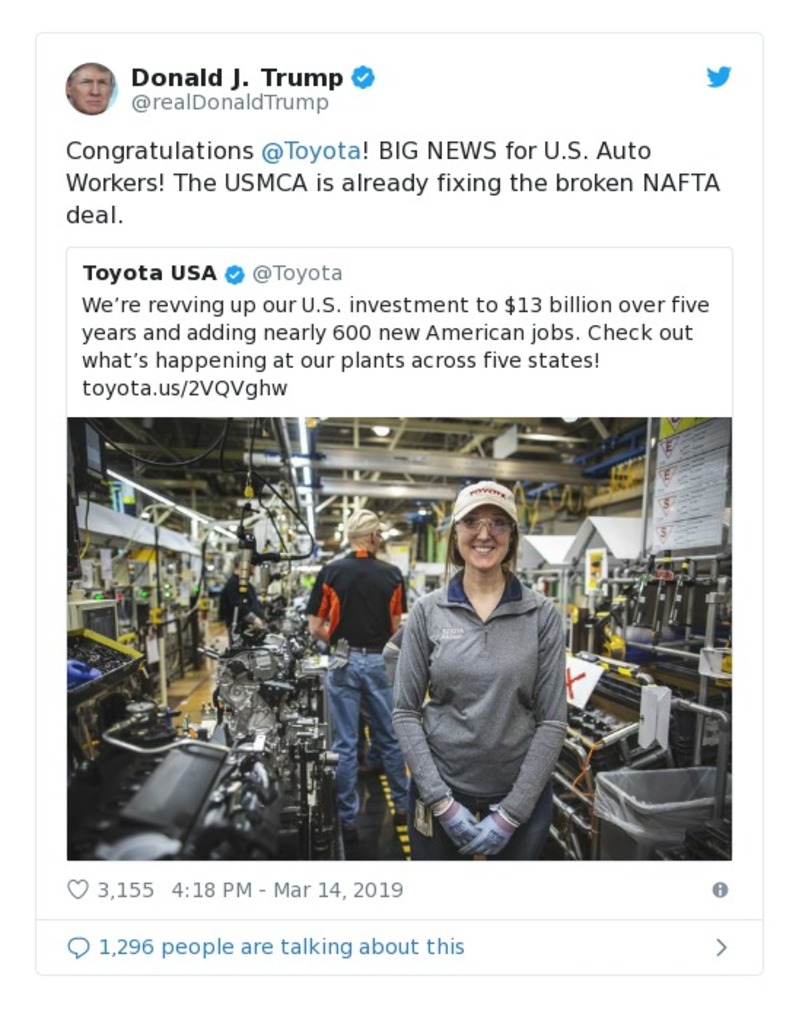 Donald J. Trump
@realDonaldTrump
Congratulations @Toyota! BIG NEWS for U.S. Auto
Workers! The USMCA is already fixing the broken NAFTA
deal.
Toyota USA @Toyota
We’re revving up our U.S. investment to $13 billion over five
years and adding nearly 600 new American jobs. Check out
what’s happening at our plants across five states!
toyota.us/2VQVghw
TOYOTA
TOYOTA
E
E
S
S
3,155 4:18 PM - Mar 14, 2019
1,296 people are talking about this